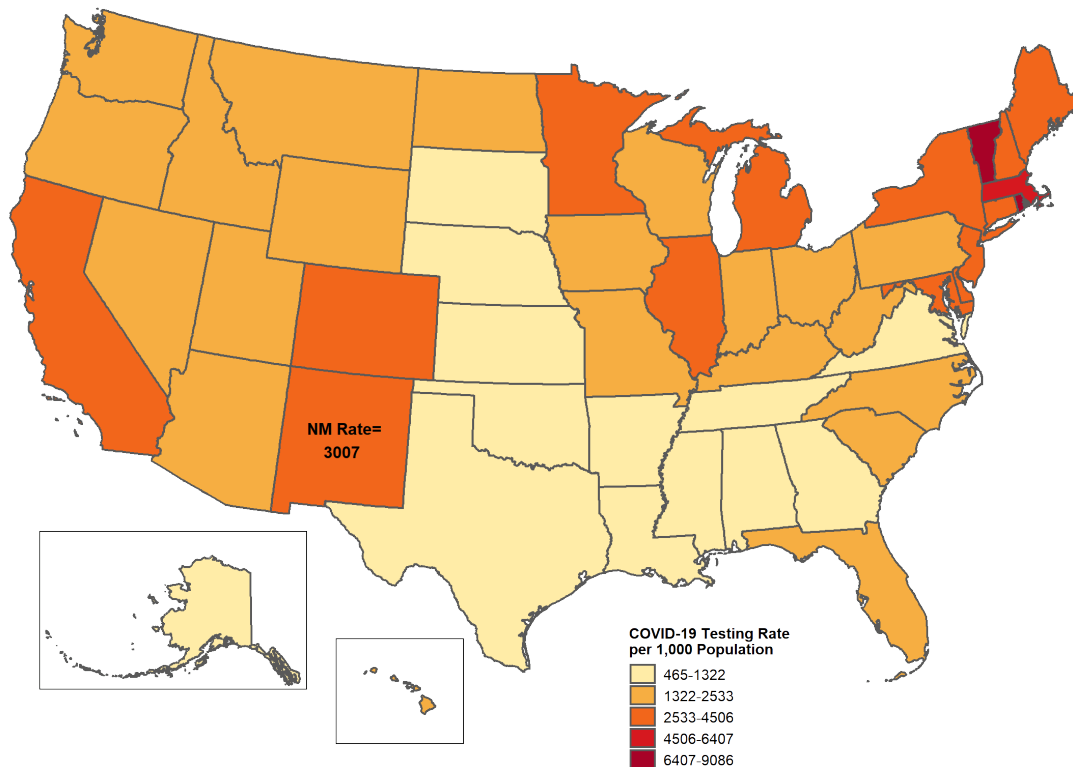 NM Rate=
3007
COVID-19 Testing Rate
per 1,000 Population
465-1322
1322-2533
2533-4506
4506-6407
6407-9086